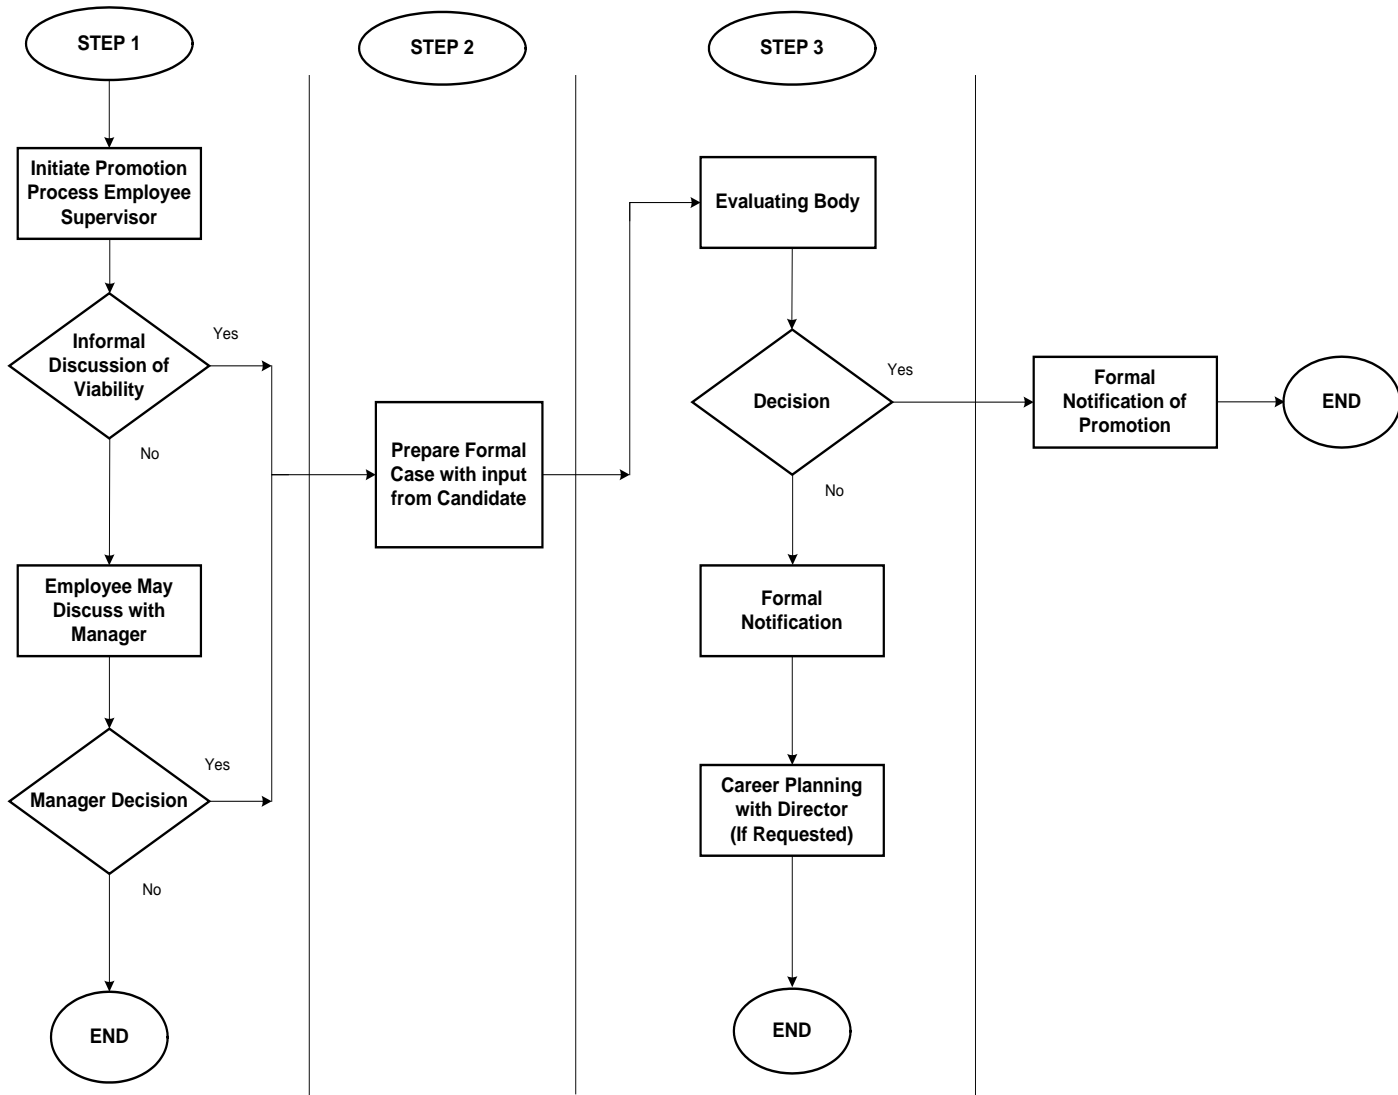 STEP 1
STEP 2
STEP 3
Initiate Promotion
Process Employee
Supervisor
Informal
Discussion of
Viability
Yes
No
Employee May
Discuss with
Manager
Manager Decision
Yes
No
END
Prepare Formal
Case with input
from Candidate
Evaluating Body
Decision
Yes
No
Formal
Notification
Career Planning
with Director
(If Requested)
END
Formal
Notification of
Promotion
END